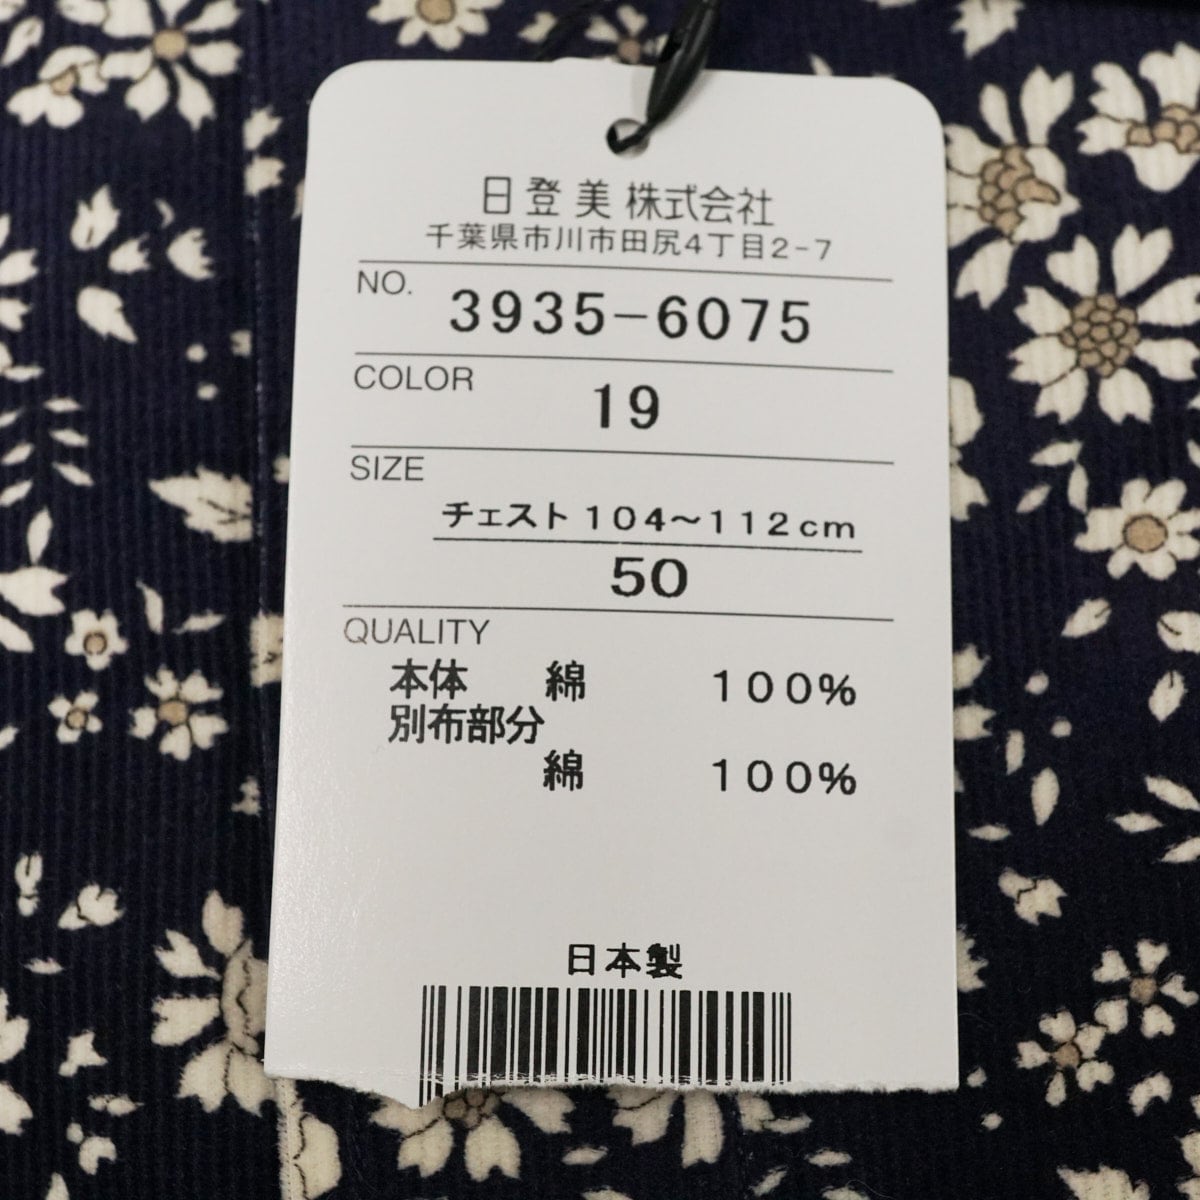 日登美株式会社
千葉県市川市田尻4丁目2-7
NO. 3935-6075
COLOR 19
SIZE
チェスト104～112cm
50
QUALITY
本体 綿 100%
別布部分
綿 100%
日本製